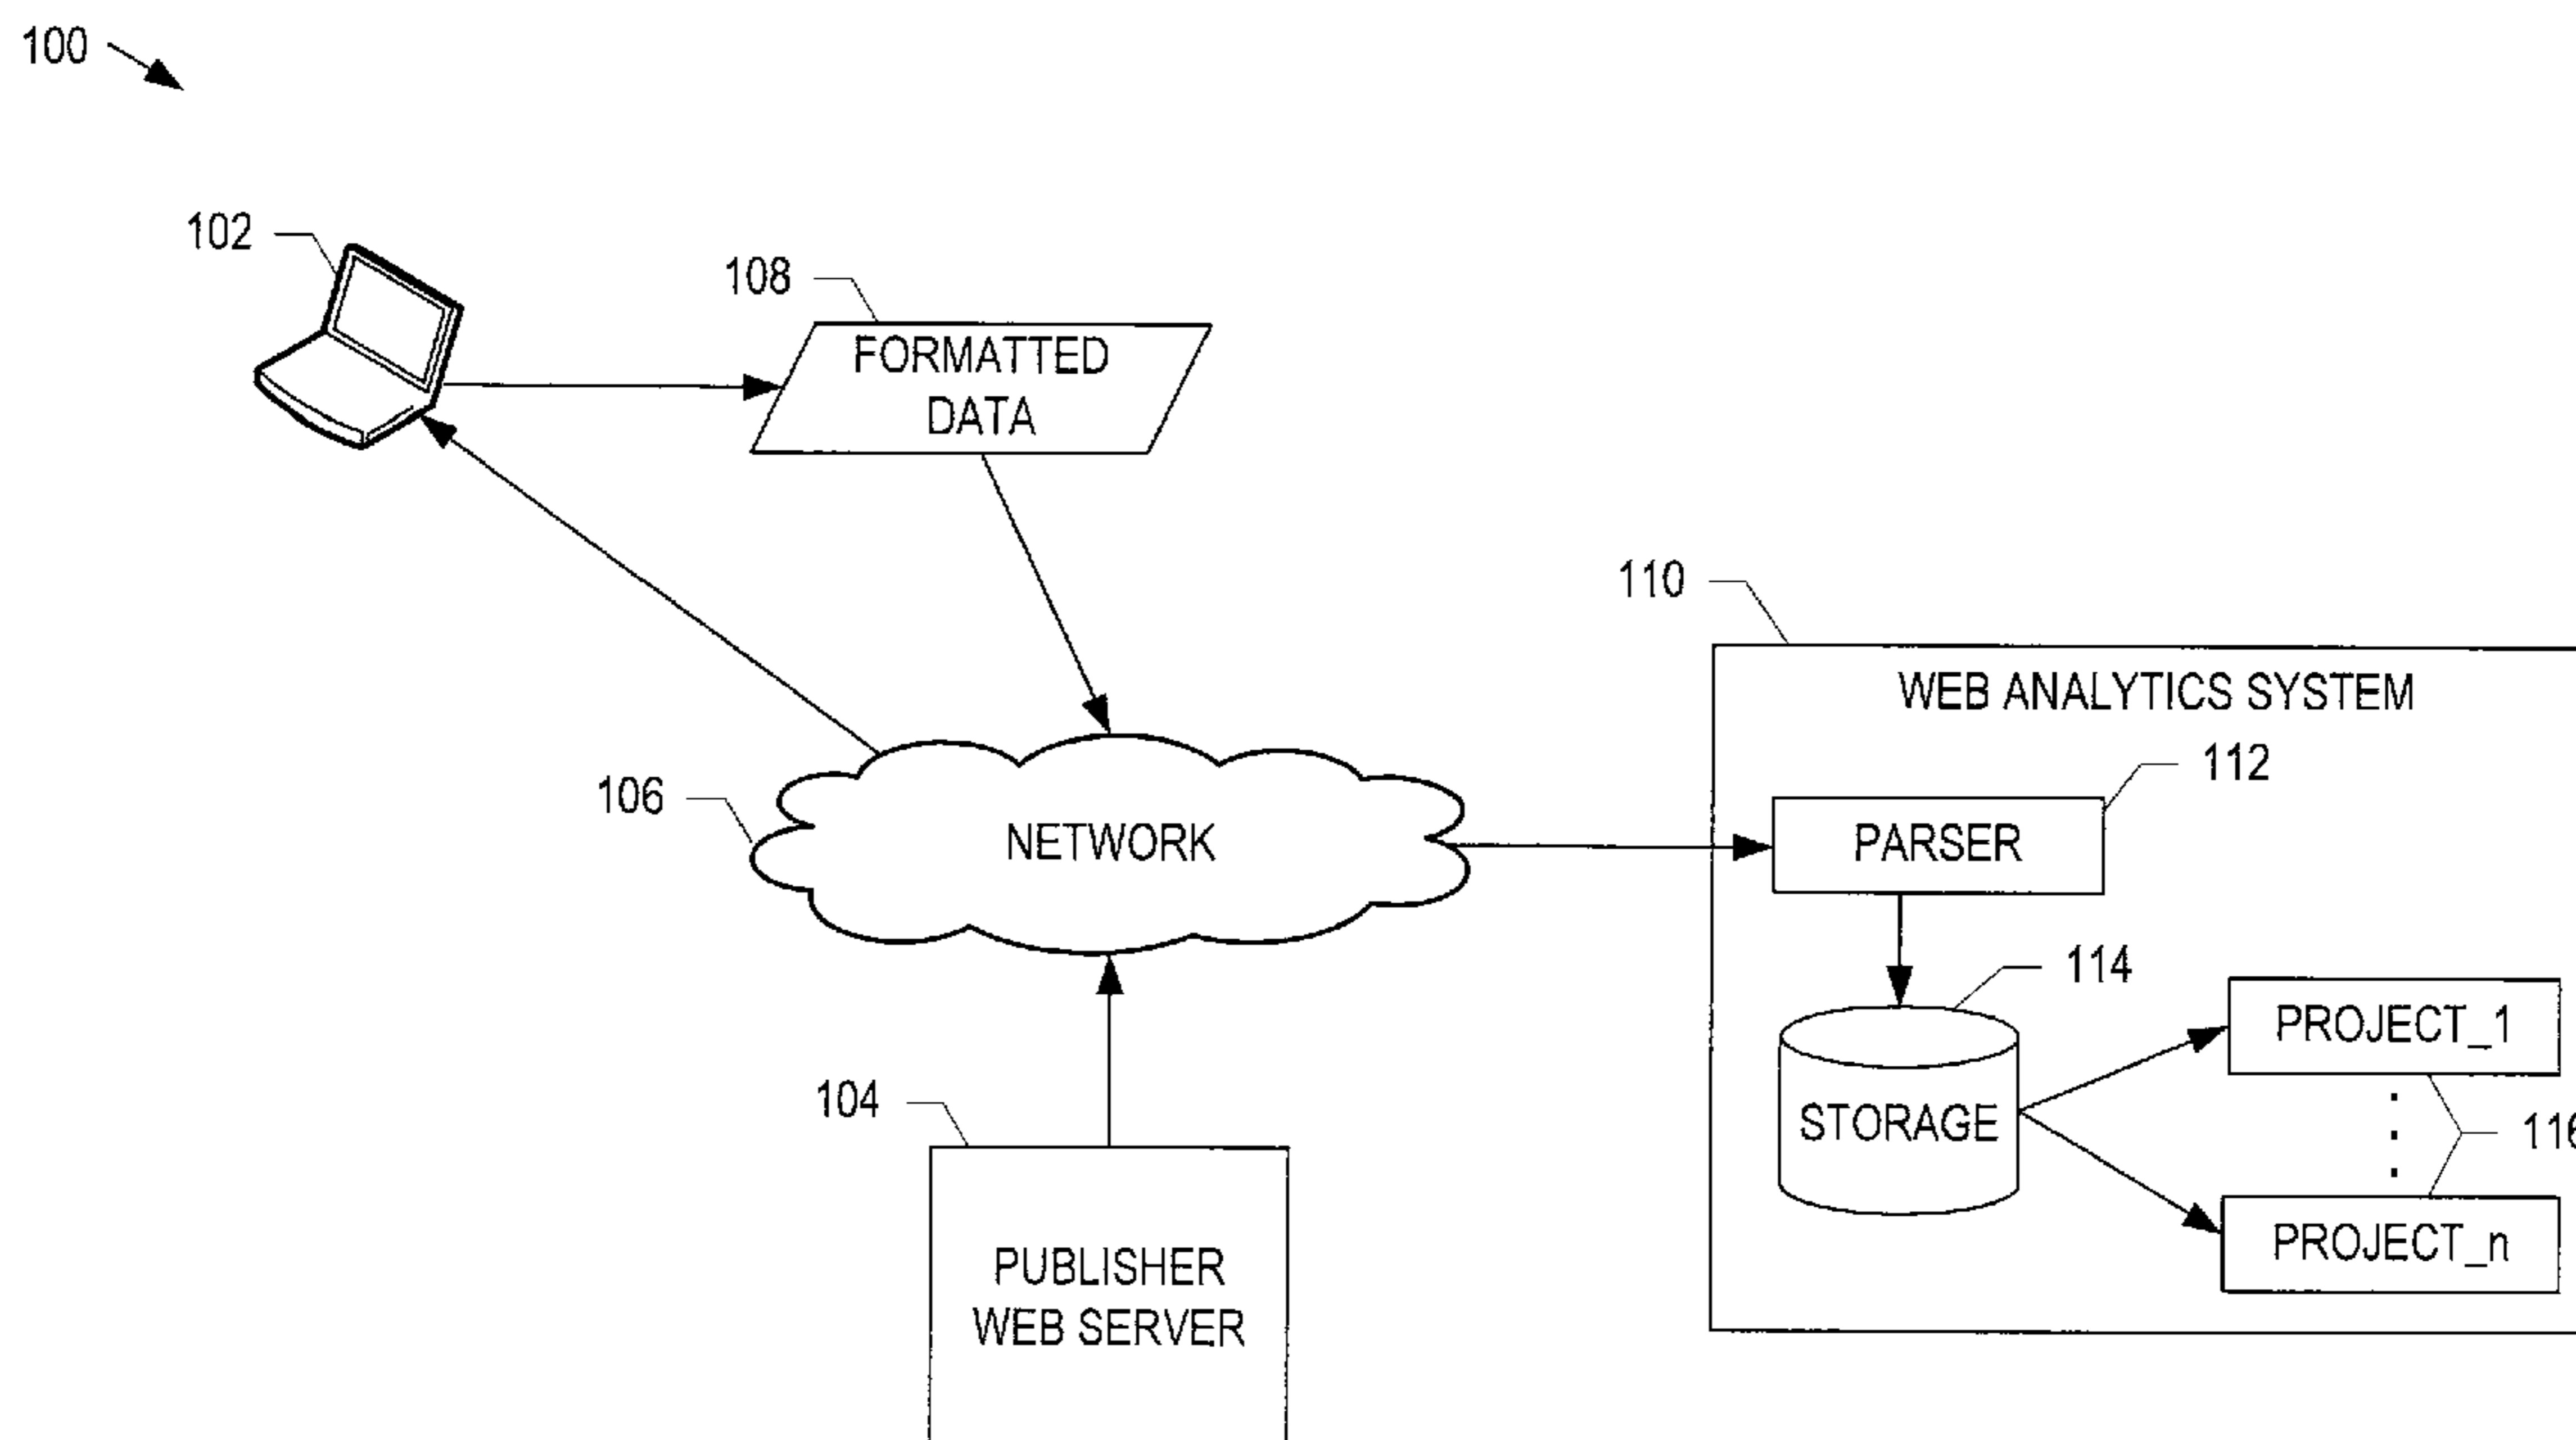 100
102
108
FORMATTED
DATA
110
WEB ANALYTICS SYSTEM
112
106
NETWORK
PARSER
114
PROJECT_1
104
STORAGE
116
PROJECT_n
PUBLISHER
WEB SERVER